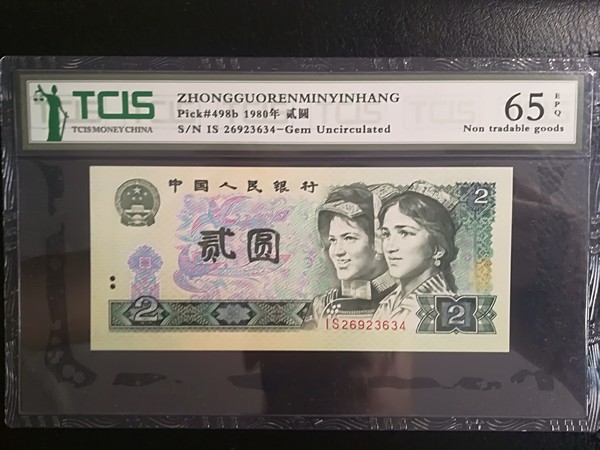 TCIS
TCIS MONEY CHINA
ZHONGGUORENMINYINHANG
Pick#498b 1980年 贰圆
S/N IS 26923634-Gem Uncirculated
65 EPQ
Non tradable goods
中国人民银行
2
贰圆
2
IS26923634
2